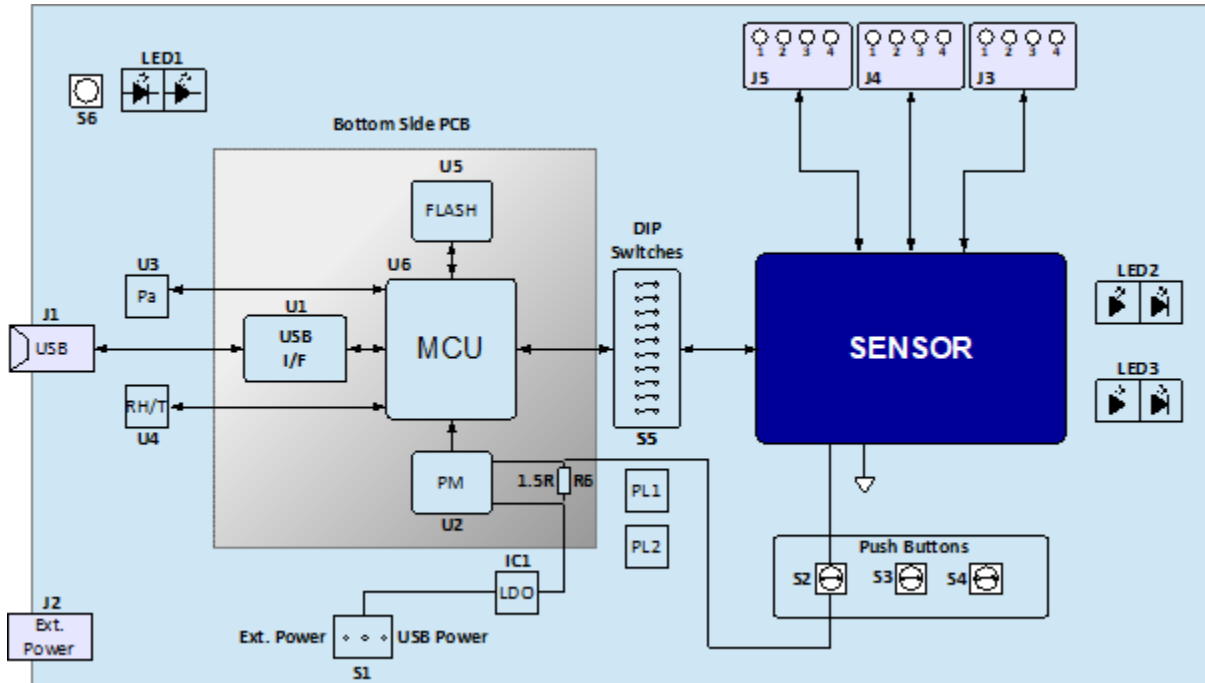 1 2 3 4
J5
1 2 3 4
J4
1 2 3 4
J3
LED1
S6
Bottom Side PCB
U5
FLASH
U6
U3
Pa
J1
USB
U1
USB
I/F
MCU
DIP
Switches
S5
SENSOR
LED2
LED3
RH/T
U4
PM
U2
1.5R
R6
PL1
PL2
Push Buttons
S2
S3
S4
IC1
LDO
J2
Ext.
Power
Ext. Power
USB Power
S1